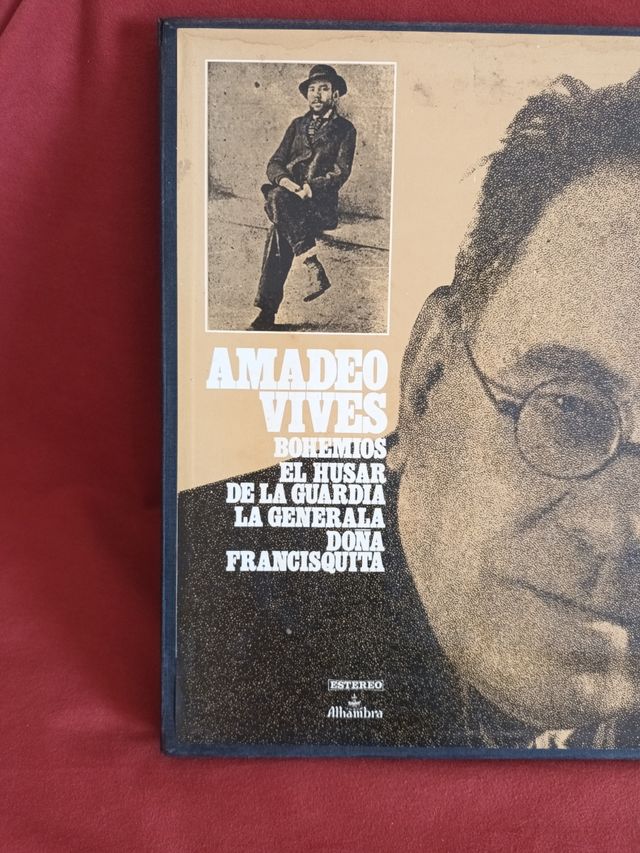 AMADEO
VIVES
BOHEMIOS
EL HUSAR
DE LA GUARDIA
LA GENERALA
DOÑA
FRANCISQUITA
ESTEREO
Alhambra